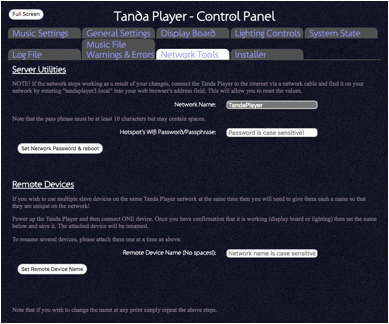 Full Screen
Tanda Player - Control Panel
Music Settings
General Settings
Display Board
Lighting Controls
System State
Log File
Music File
Warnings & Errors
Network Tools
Installer
Server Utilities
NOTE! If the network stops working as a result of your changes, connect the Tanda Player to the internet via a network cable and find it on your
network by entering "tandaplayer3.local" into your web browser's address field. This will allow you to reset the values.
Network Name:
TandaPlayer
Note that the pass phrase must be at least 10 characters but may contain spaces.
Hotspot's Wifi Password/Passphrase:
Password is case sensitive!
Set Network Password & reboot
Remote Devices
If you wish to use multiple slave devices on the same Tanda Player network at the same time then you will need to give them each a name so that
they are unique on the network!
Power up the Tanda Player and then connect ONE device. Once you have confirmation that it is working (display board or lighting) then set the name
below and save it. The attached device will be renamed.
To rename several devices, please attach them one at a time as above.
Remote Device Name (No spaces!):
Network name is case sensitive
Set Remote Device Name
Note that if you wish to change the name at any point simply repeat the above steps.